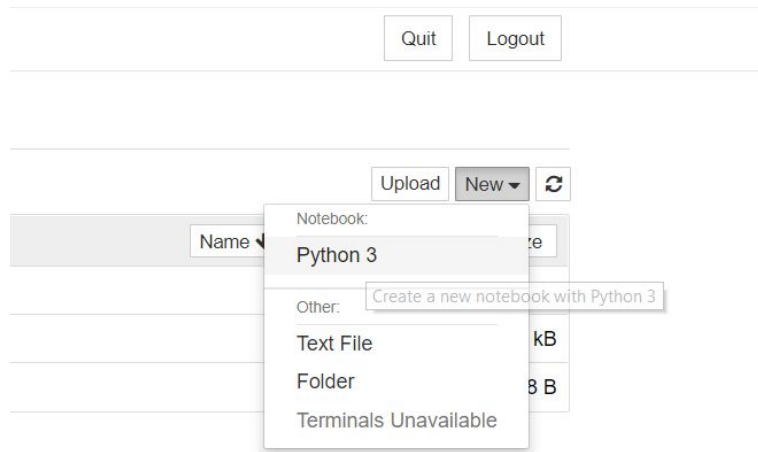 Quit Logout
Upload New
Notebook:
Name
Python 3
Create a new notebook with Python 3
Other:
Text File
kB
Folder
B
Terminals Unavailable